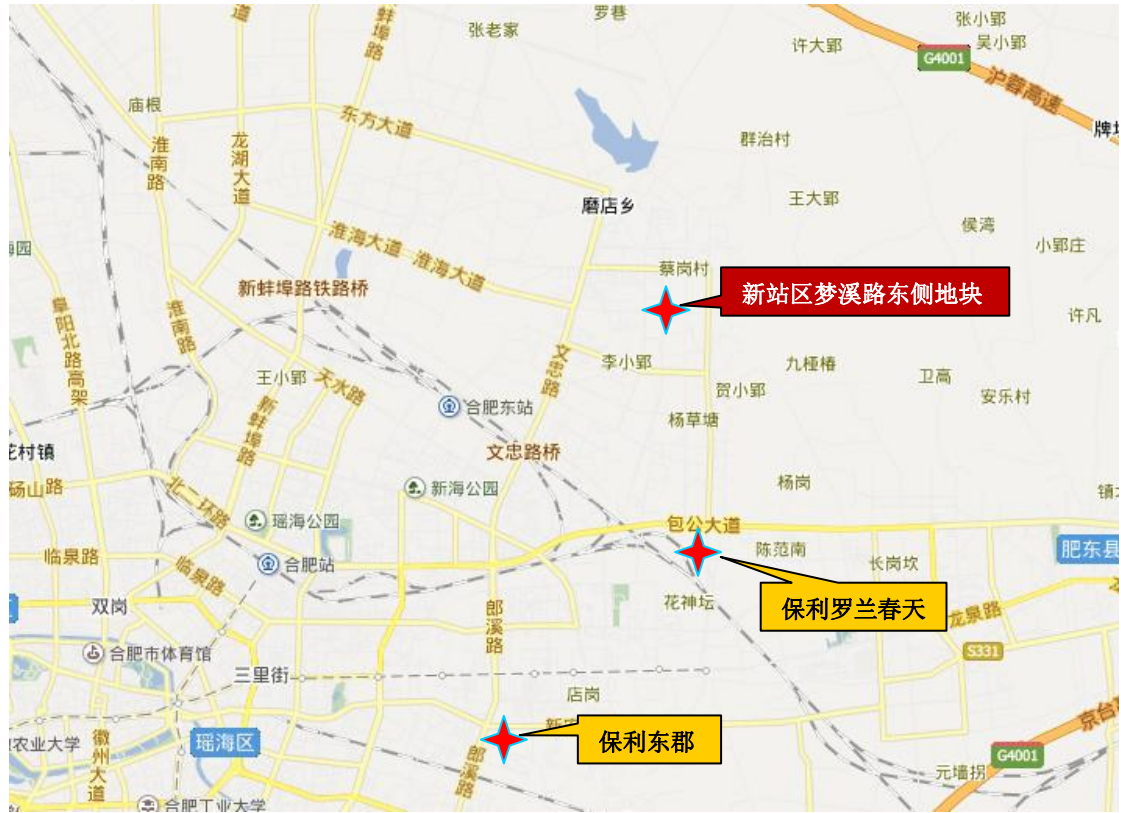 道
蚌埠路
张老家
罗巷
张小郢
吴小郢
许大郢
G4001
沪蓉高速
庙根
东方大道
淮南路
龙湖大道
群治村
磨店乡
王大郢
侯湾
小郢庄
淮海大道
淮海大道
蔡岗村
新蚌埠路铁路桥
新站区梦溪路东侧地块
许凡
阜阳北路高架
淮南路
文忠路
李小郢
九桠椿
卫高
安乐村
王小郢
天水路
贺小郢
新蚌埠路
合肥东站
杨草塘
村镇
文忠路桥
砀山路
北二环路
新海公园
杨岗
镇
瑶海公园
包公大道
临泉路
临泉路
合肥站
陈范南
长岗坎
肥东县
双岗
郎溪路
花神坛
保利罗兰春天
龙泉路
合肥市体育馆
S331
三里街
店岗
保利东郡
农业大学
徽州大道
瑶海区
郎溪路
京台
G4001
元墙拐
合肥工业大学